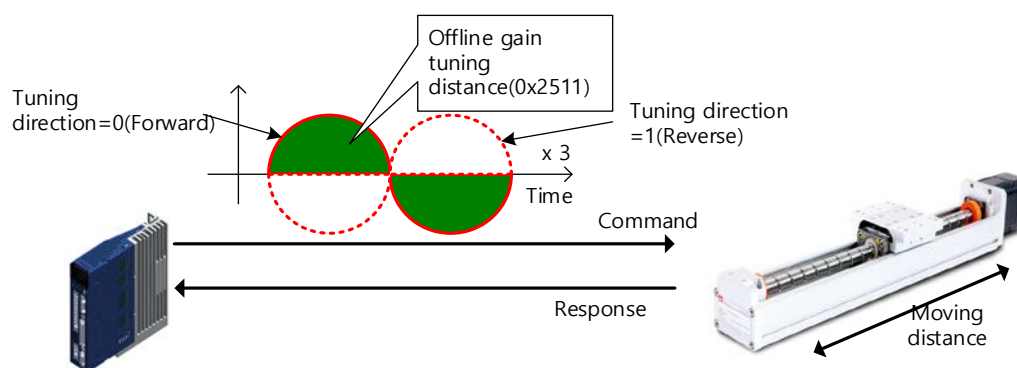 Offline gain
tuning
distance(0x2511)
Tuning
direction=0(Forward)
Tuning direction
=1(Reverse)
x 3
Time
Command
Response
Moving
distance